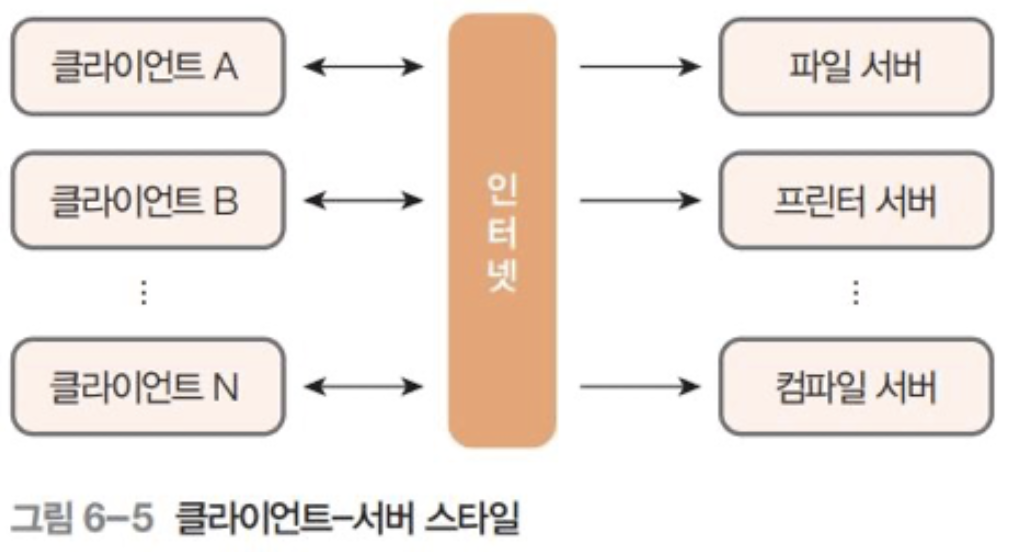 클라이언트 A
파일 서버
클라이언트 B
프린터 서버
인터넷
⋮
⋮
클라이언트 N
컴파일 서버
그림 6-5 클라이언트-서버 스타일